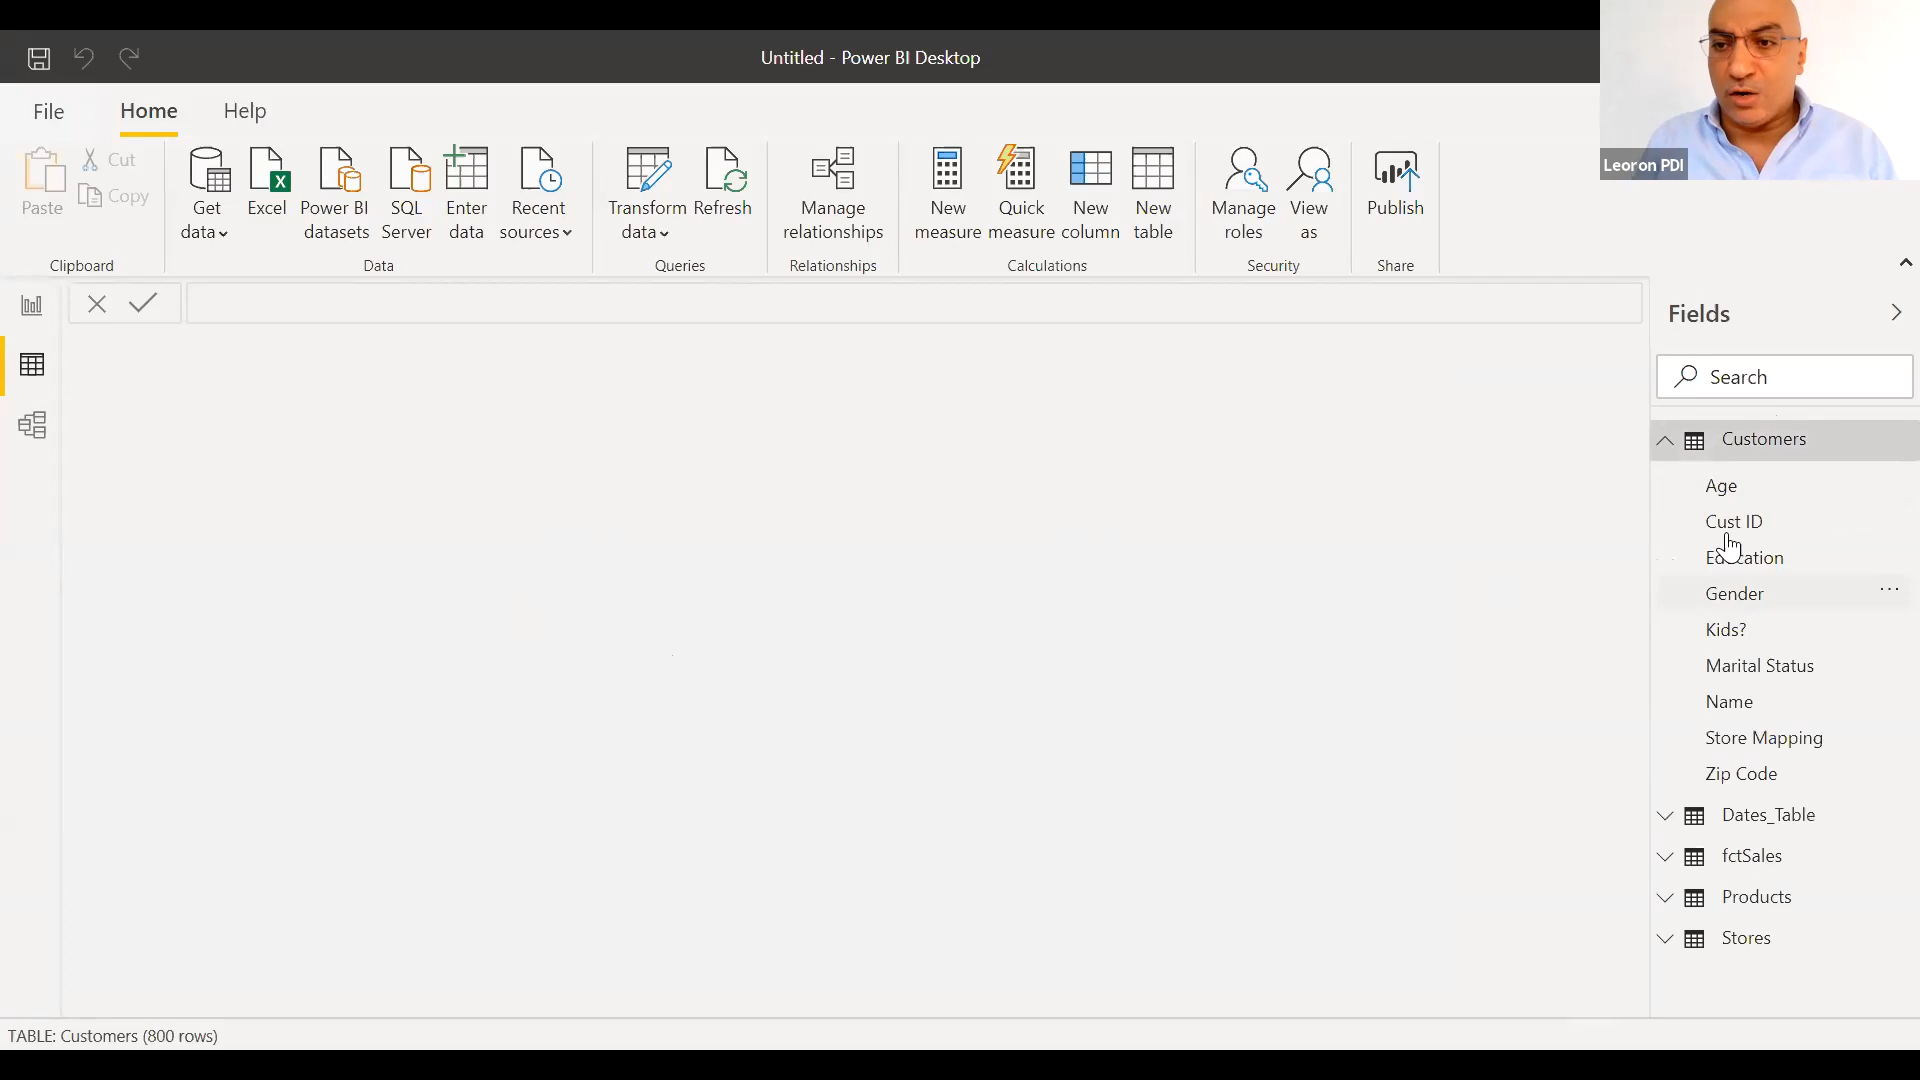 Untitled - Power BI Desktop
File
Home
Help
Leoron PDI
Paste
Cut
Copy
Get data
Excel
Power BI datasets
SQL Server
Enter data
Recent sources
Transform data
Refresh
Manage relationships
New measure
Quick measure
New column
New table
Manage roles
View as
Publish
Clipboard
Data
Queries
Relationships
Calculations
Security
Share
Fields
Search
Customers
Age
Cust ID
Education
Gender
...
Kids?
Marital Status
Name
Store Mapping
Zip Code
Dates_Table
fctSales
Products
Stores
TABLE: Customers (800 rows)